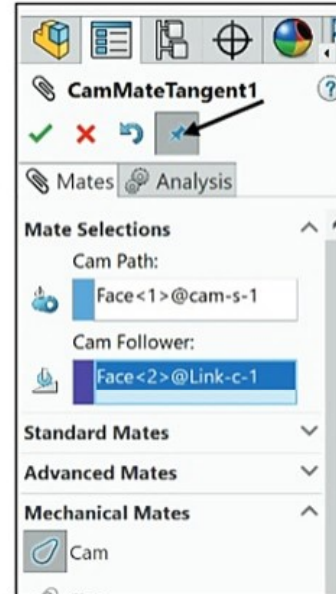 CamMateTangent1
?
Mates Analysis
Mate Selections
Cam Path:
Face<1>@cam-s-1
Cam Follower:
Face<2>@Link-c-1
Standard Mates
Advanced Mates
Mechanical Mates
Cam